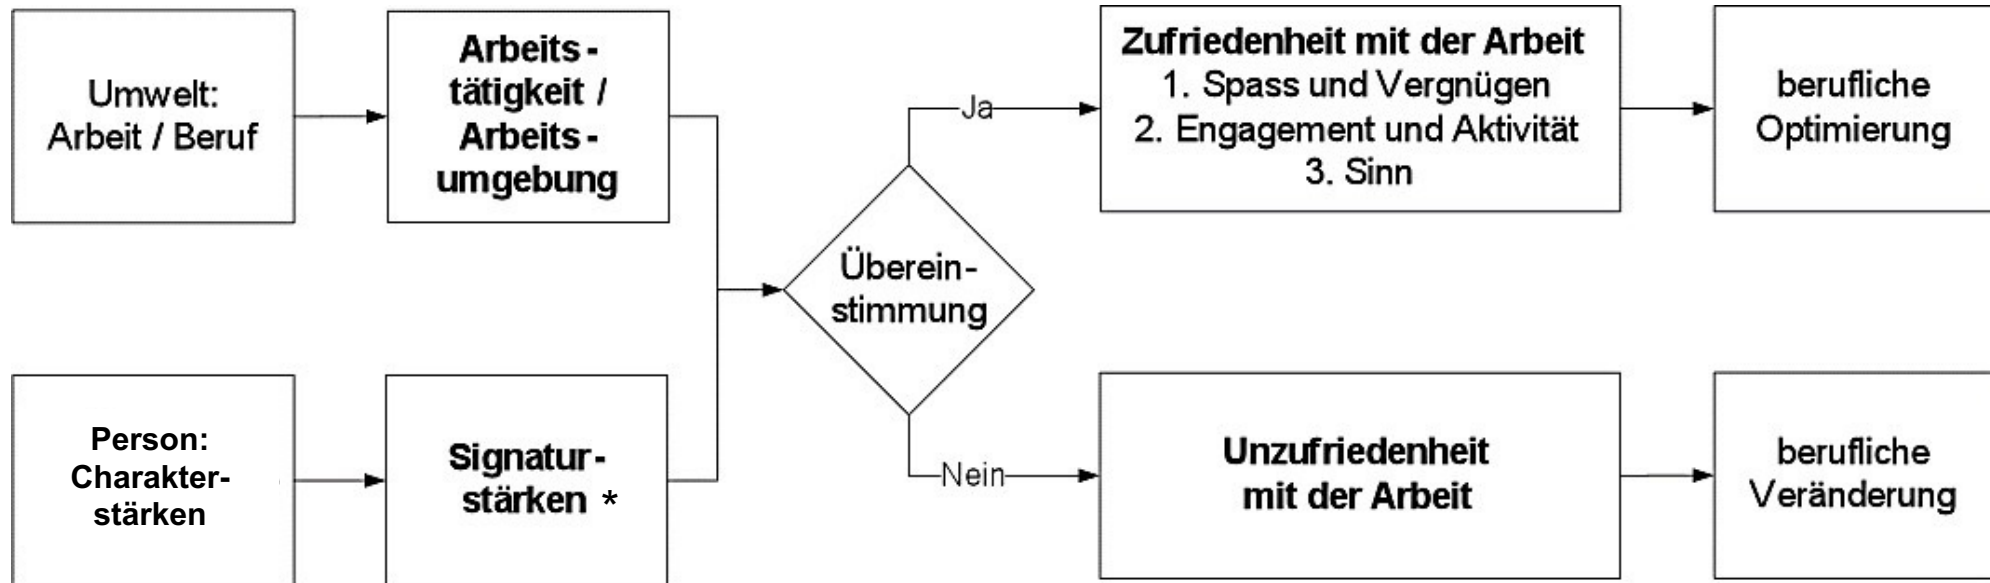 Umwelt:
Arbeit / Beruf
Arbeits-
tätigkeit /
Arbeits-
umgebung
Person:
Charakter-
stärken
Signatur-
stärken *
Überein-
stimmung
Ja
Zufriedenheit mit der Arbeit
1. Spass und Vergnügen
2. Engagement und Aktivität
3. Sinn
berufliche
Optimierung
Nein
Unzufriedenheit
mit der Arbeit
berufliche
Veränderung